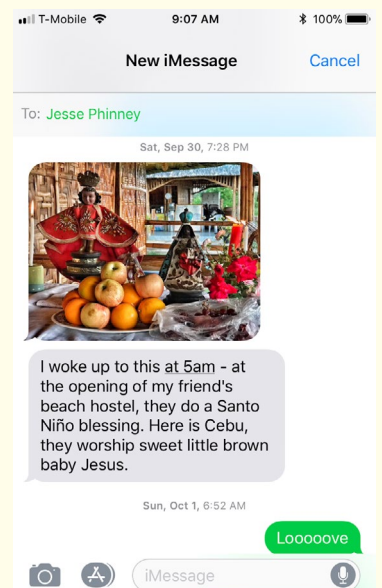 T-Mobile 9:07 AM 100%
New iMessage Cancel
To: Jesse Phinney
Sat, Sep 30, 7:28 PM
I woke up to this at 5am - at
the opening of my friend's
beach hostel, they do a Santo
Niño blessing. Here is Cebu,
they worship sweet little brown
baby Jesus.
Sun, Oct 1, 6:52 AM
Looooove
iMessage